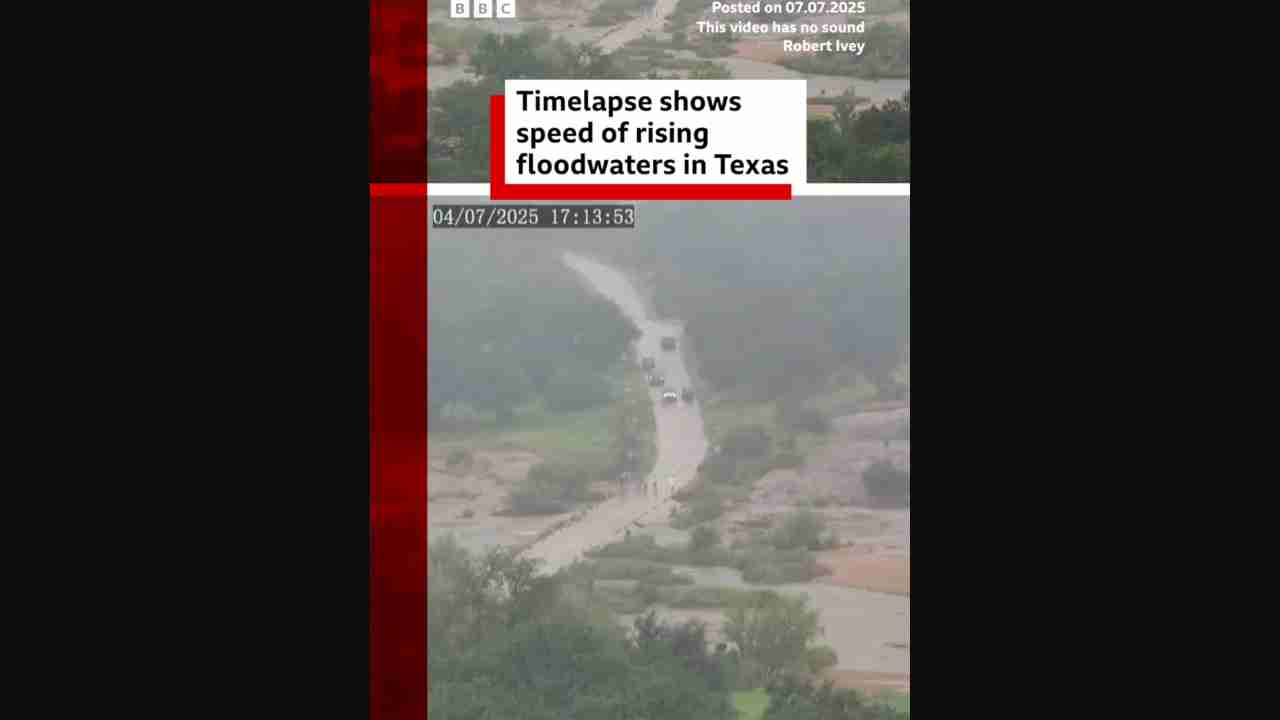 BBC
Posted on 07.07.2025
This video has no sound
Robert Ivey
Timelapse shows
speed of rising
floodwaters in Texas
04/07/2025 17:13:53